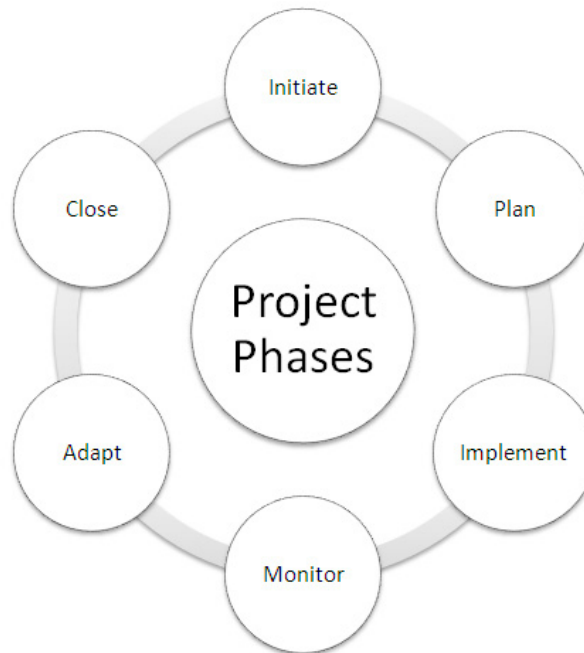 Initiate
Plan
Implement
Monitor
Adapt
Close
Project
Phases